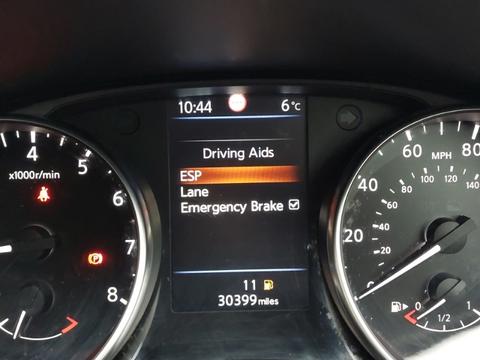 10:44 6°C
Driving Aids
ESP
Lane
Emergency Brake
11
30399 miles
x1000r/min
4 5 6 7 8
P
MPH
0 20 40 60 80
20 40 60 80 100 120 140
0 1/2 1